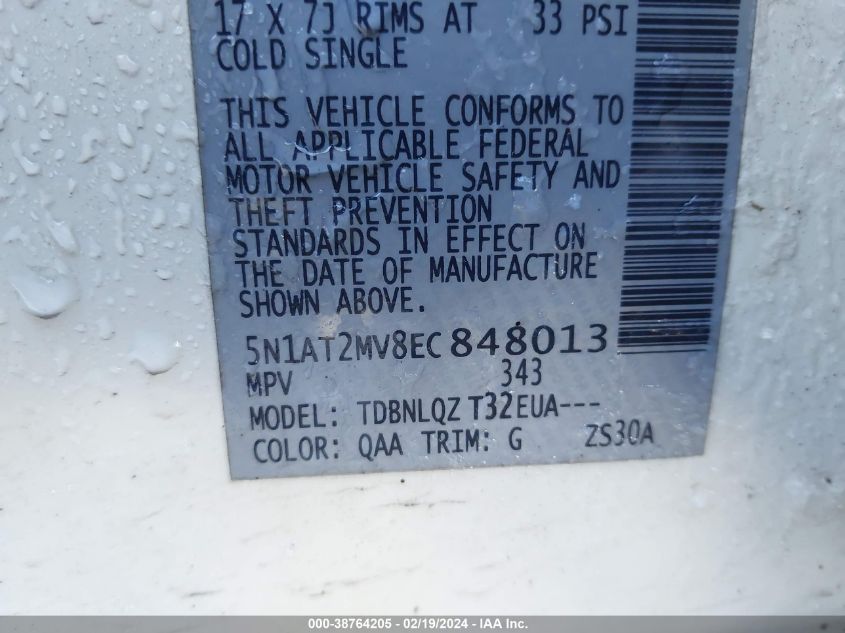 17 X 7J RIMS AT 33 PSI
COLD SINGLE
THIS VEHICLE CONFORMS TO
ALL APPLICABLE FEDERAL
MOTOR VEHICLE SAFETY AND
THEFT PREVENTION
STANDARDS IN EFFECT ON
THE DATE OF MANUFACTURE
SHOWN ABOVE.
5N1AT2MV8EC848013
MPV 343
MODEL: TDBNLQZ T32EUA---
COLOR: QAA TRIM: G ZS30A
000-38764205 - 02/19/2024 - IAA Inc.